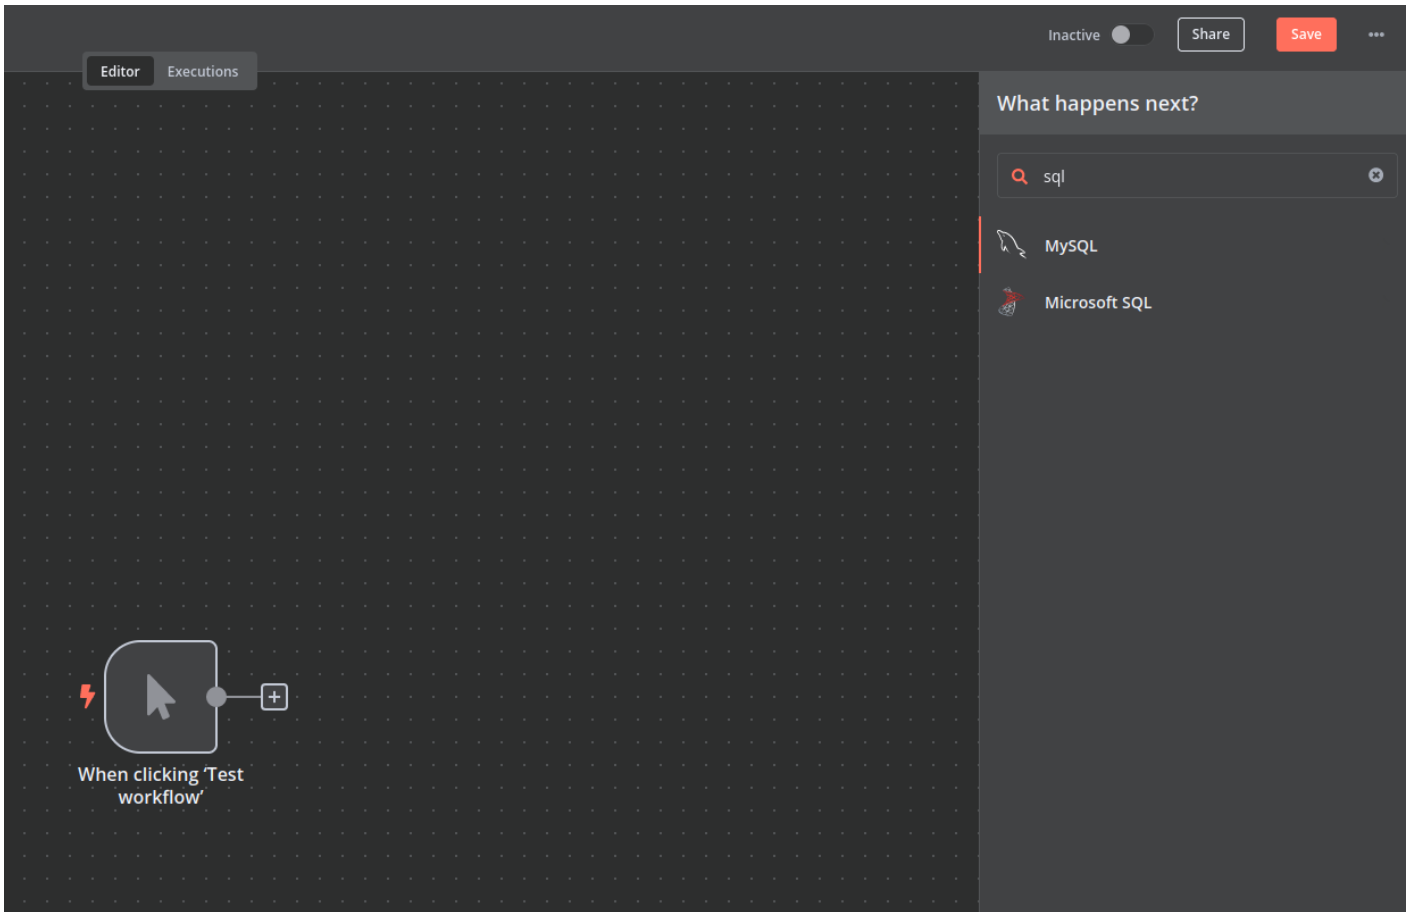 Inactive
Share
Save
Editor
Executions
What happens next?
sql
MySQL
Microsoft SQL
When clicking ‘Test
workflow’